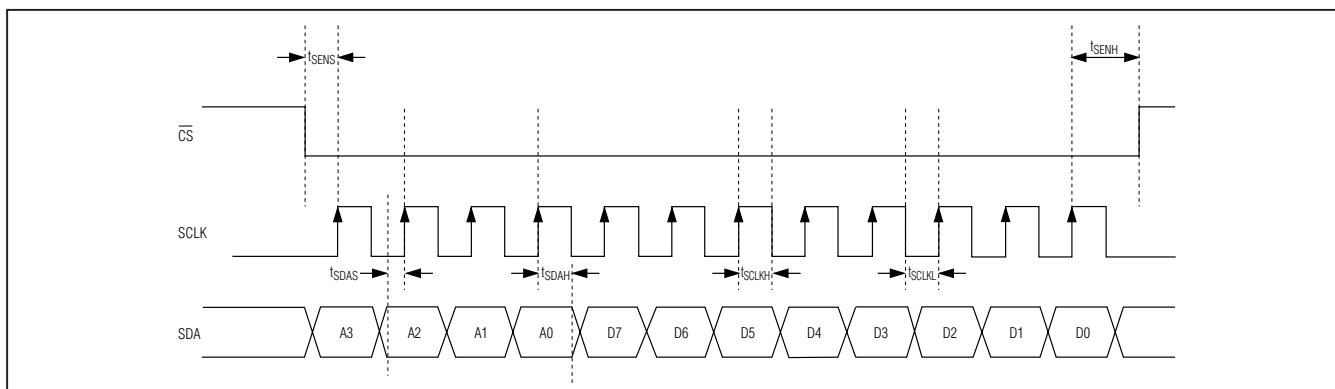 tSENS
tSENH
CS
SCLK
tSDAS
tSDAH
tSCLKH
tSCLKL
SDA
A3
A2
A1
A0
D7
D6
D5
D4
D3
D2
D1
D0